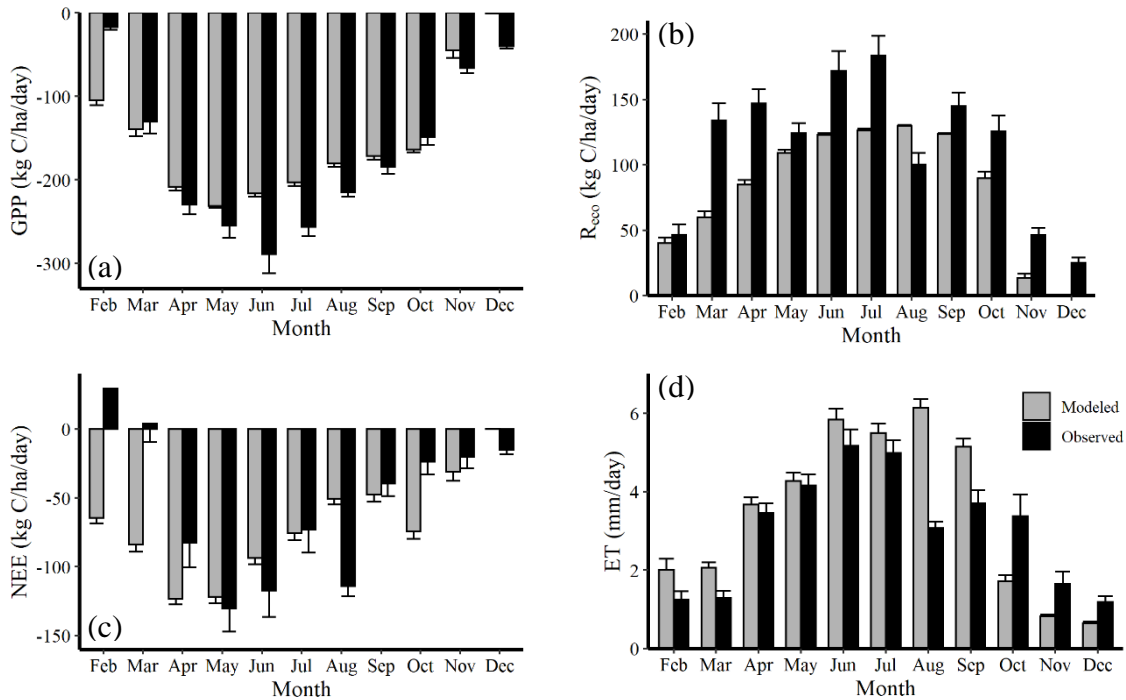 0
-100
-200
-300
GPP (kg C/ha/day)
(a)
Feb Mar Apr May Jun Jul Aug Sep Oct Nov Dec
Month
200
150
100
50
0
R_eco (kg C/ha/day)
(b)
Feb Mar Apr May Jun Jul Aug Sep Oct Nov Dec
Month
0
-50
-100
-150
NEE (kg C/ha/day)
(c)
Feb Mar Apr May Jun Jul Aug Sep Oct Nov Dec
Month
6
4
2
0
ET (mm/day)
(d)
Modeled
Observed
Feb Mar Apr May Jun Jul Aug Sep Oct Nov Dec
Month